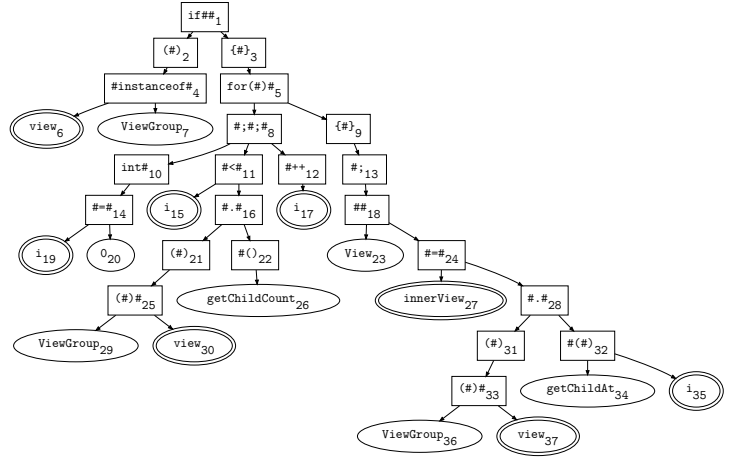 if##1
(#)2 {#}3
#instanceof#4 for(#)#5
view6 ViewGroup7 #;#;#8 {#}9
int#10 #<#11 #++12 #;13
#=#14 i15 #.#16 i17 ##18
i19 020 (#)21 #()22 View23 #=#24
(#)#25 getChildCount26 innerView27 #.#28
ViewGroup29 view30 (#)31 #(#)32
(#)#33 getChildAt34 i35
ViewGroup36 view37